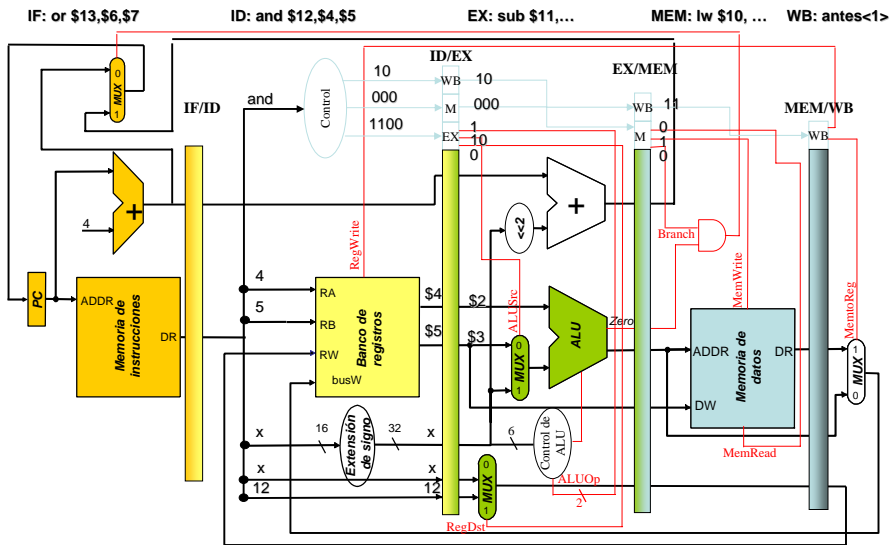 IF: or $13,$6,$7
ID: and $12,$4,$5
EX: sub $11,…
MEM: lw $10, …
WB: antes<1>
ID/EX
EX/MEM
MEM/WB
IF/ID
0
MUX
1
and
Control
10
000
1100
WB
M
EX
10
000
1
10
0
WB
M
11
0
1
0
WB
4
+
<<2
+
Branch
RegWrite
PC
ADDR
Memoria de instrucciones
DR
4
5
RA
RB
RW
busW
Banco de registros
$4
$5
$2
$3
ALUSrc
0
MUX
1
ALU
Zero
MemWrite
ADDR
DR
DW
Memoria de datos
MemtoReg
1
MUX
0
MemRead
x
16
Extensión de signo
32
x
6
Control de ALU
ALUOp
2
x
12
x
12
0
MUX
1
RegDst